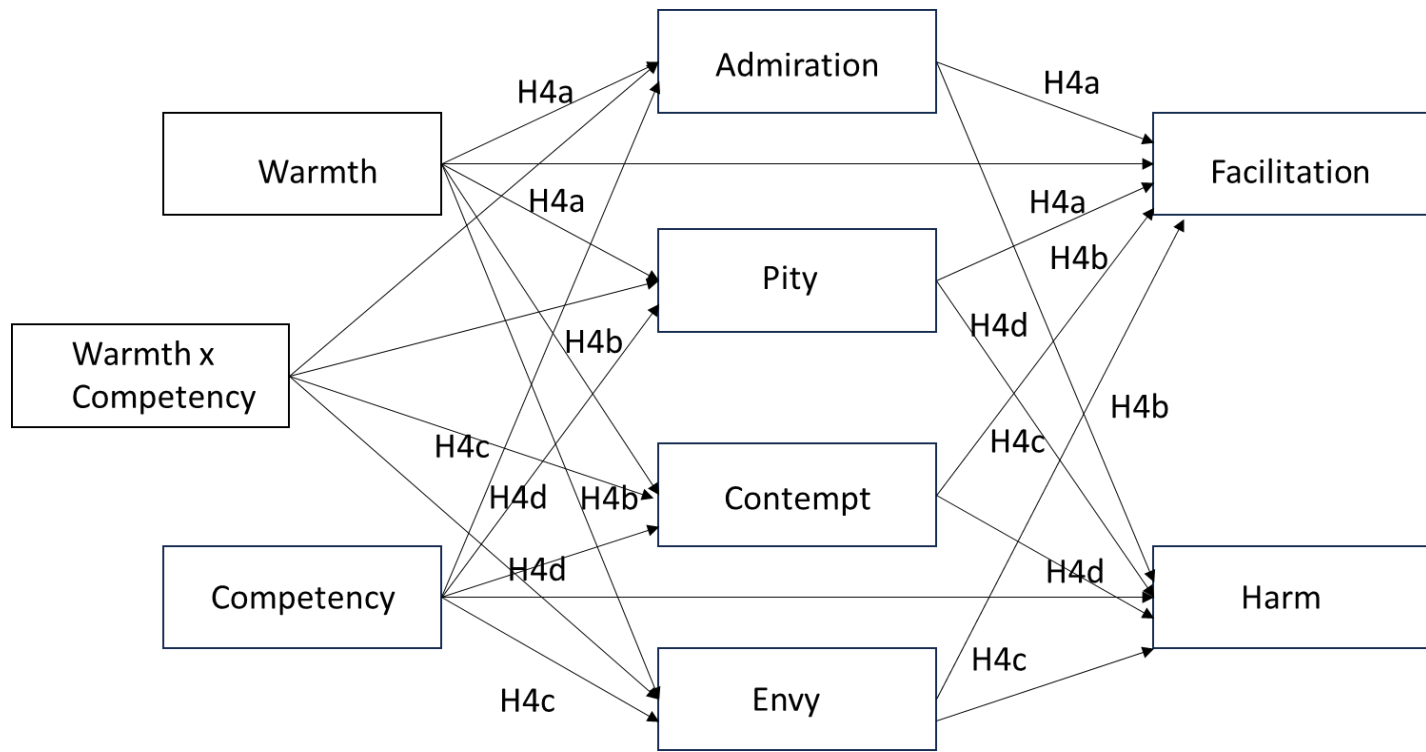 Admiration
H4a
H4a
Warmth
Facilitation
H4a
H4a
Pity
H4b
H4b
H4d
Warmth x
Competency
H4b
H4c
H4c
H4d
H4b
Contempt
H4d
H4d
Competency
Harm
H4c
H4c
Envy